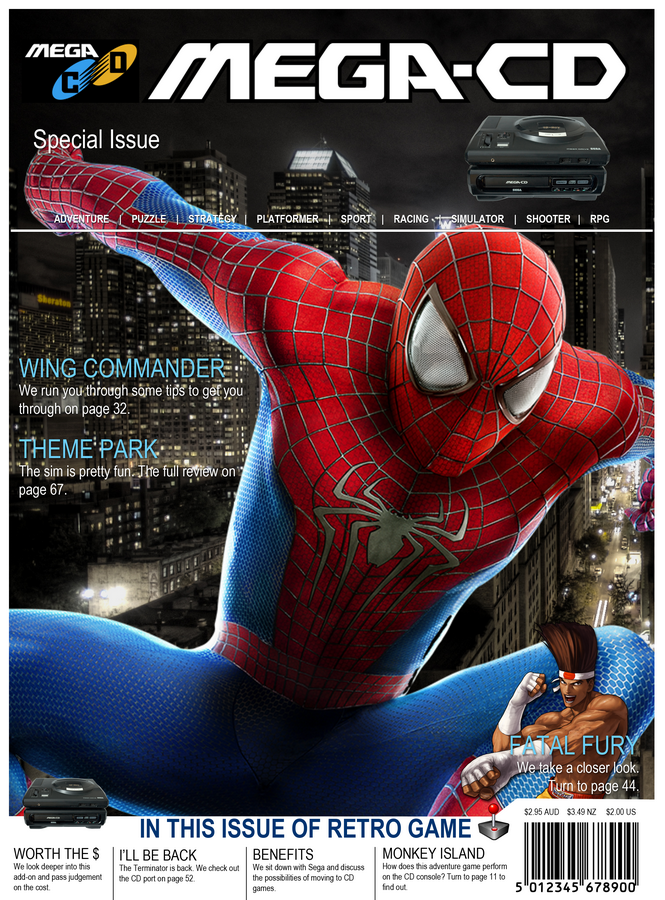 MEGA
CD
MEGA-CD
Special Issue
ADVENTURE | PUZZLE | STRATEGY | PLATFORMER | SPORT | RACING | SIMULATOR | SHOOTER | RPG
Sheraton
WING COMMANDER
We run you through some tips to get you
through on page 32.
THEME PARK
The sim is pretty fun. The full review on
page 67.
FATAL FURY
We take a closer look.
Turn to page 44.
$2.95 AUD $3.49 NZ $2.00 US
IN THIS ISSUE OF RETRO GAME
WORTH THE $
We look deeper into this
add-on and pass judgement
on the cost.
I'LL BE BACK
The Terminator is back. We check out
the CD port on page 52.
BENEFITS
We sit down with Sega and discuss
the possibilities of moving to CD
games.
MONKEY ISLAND
How does this adventure game perform
on the CD console? Turn to page 11 to
find out.
5 012345 678900